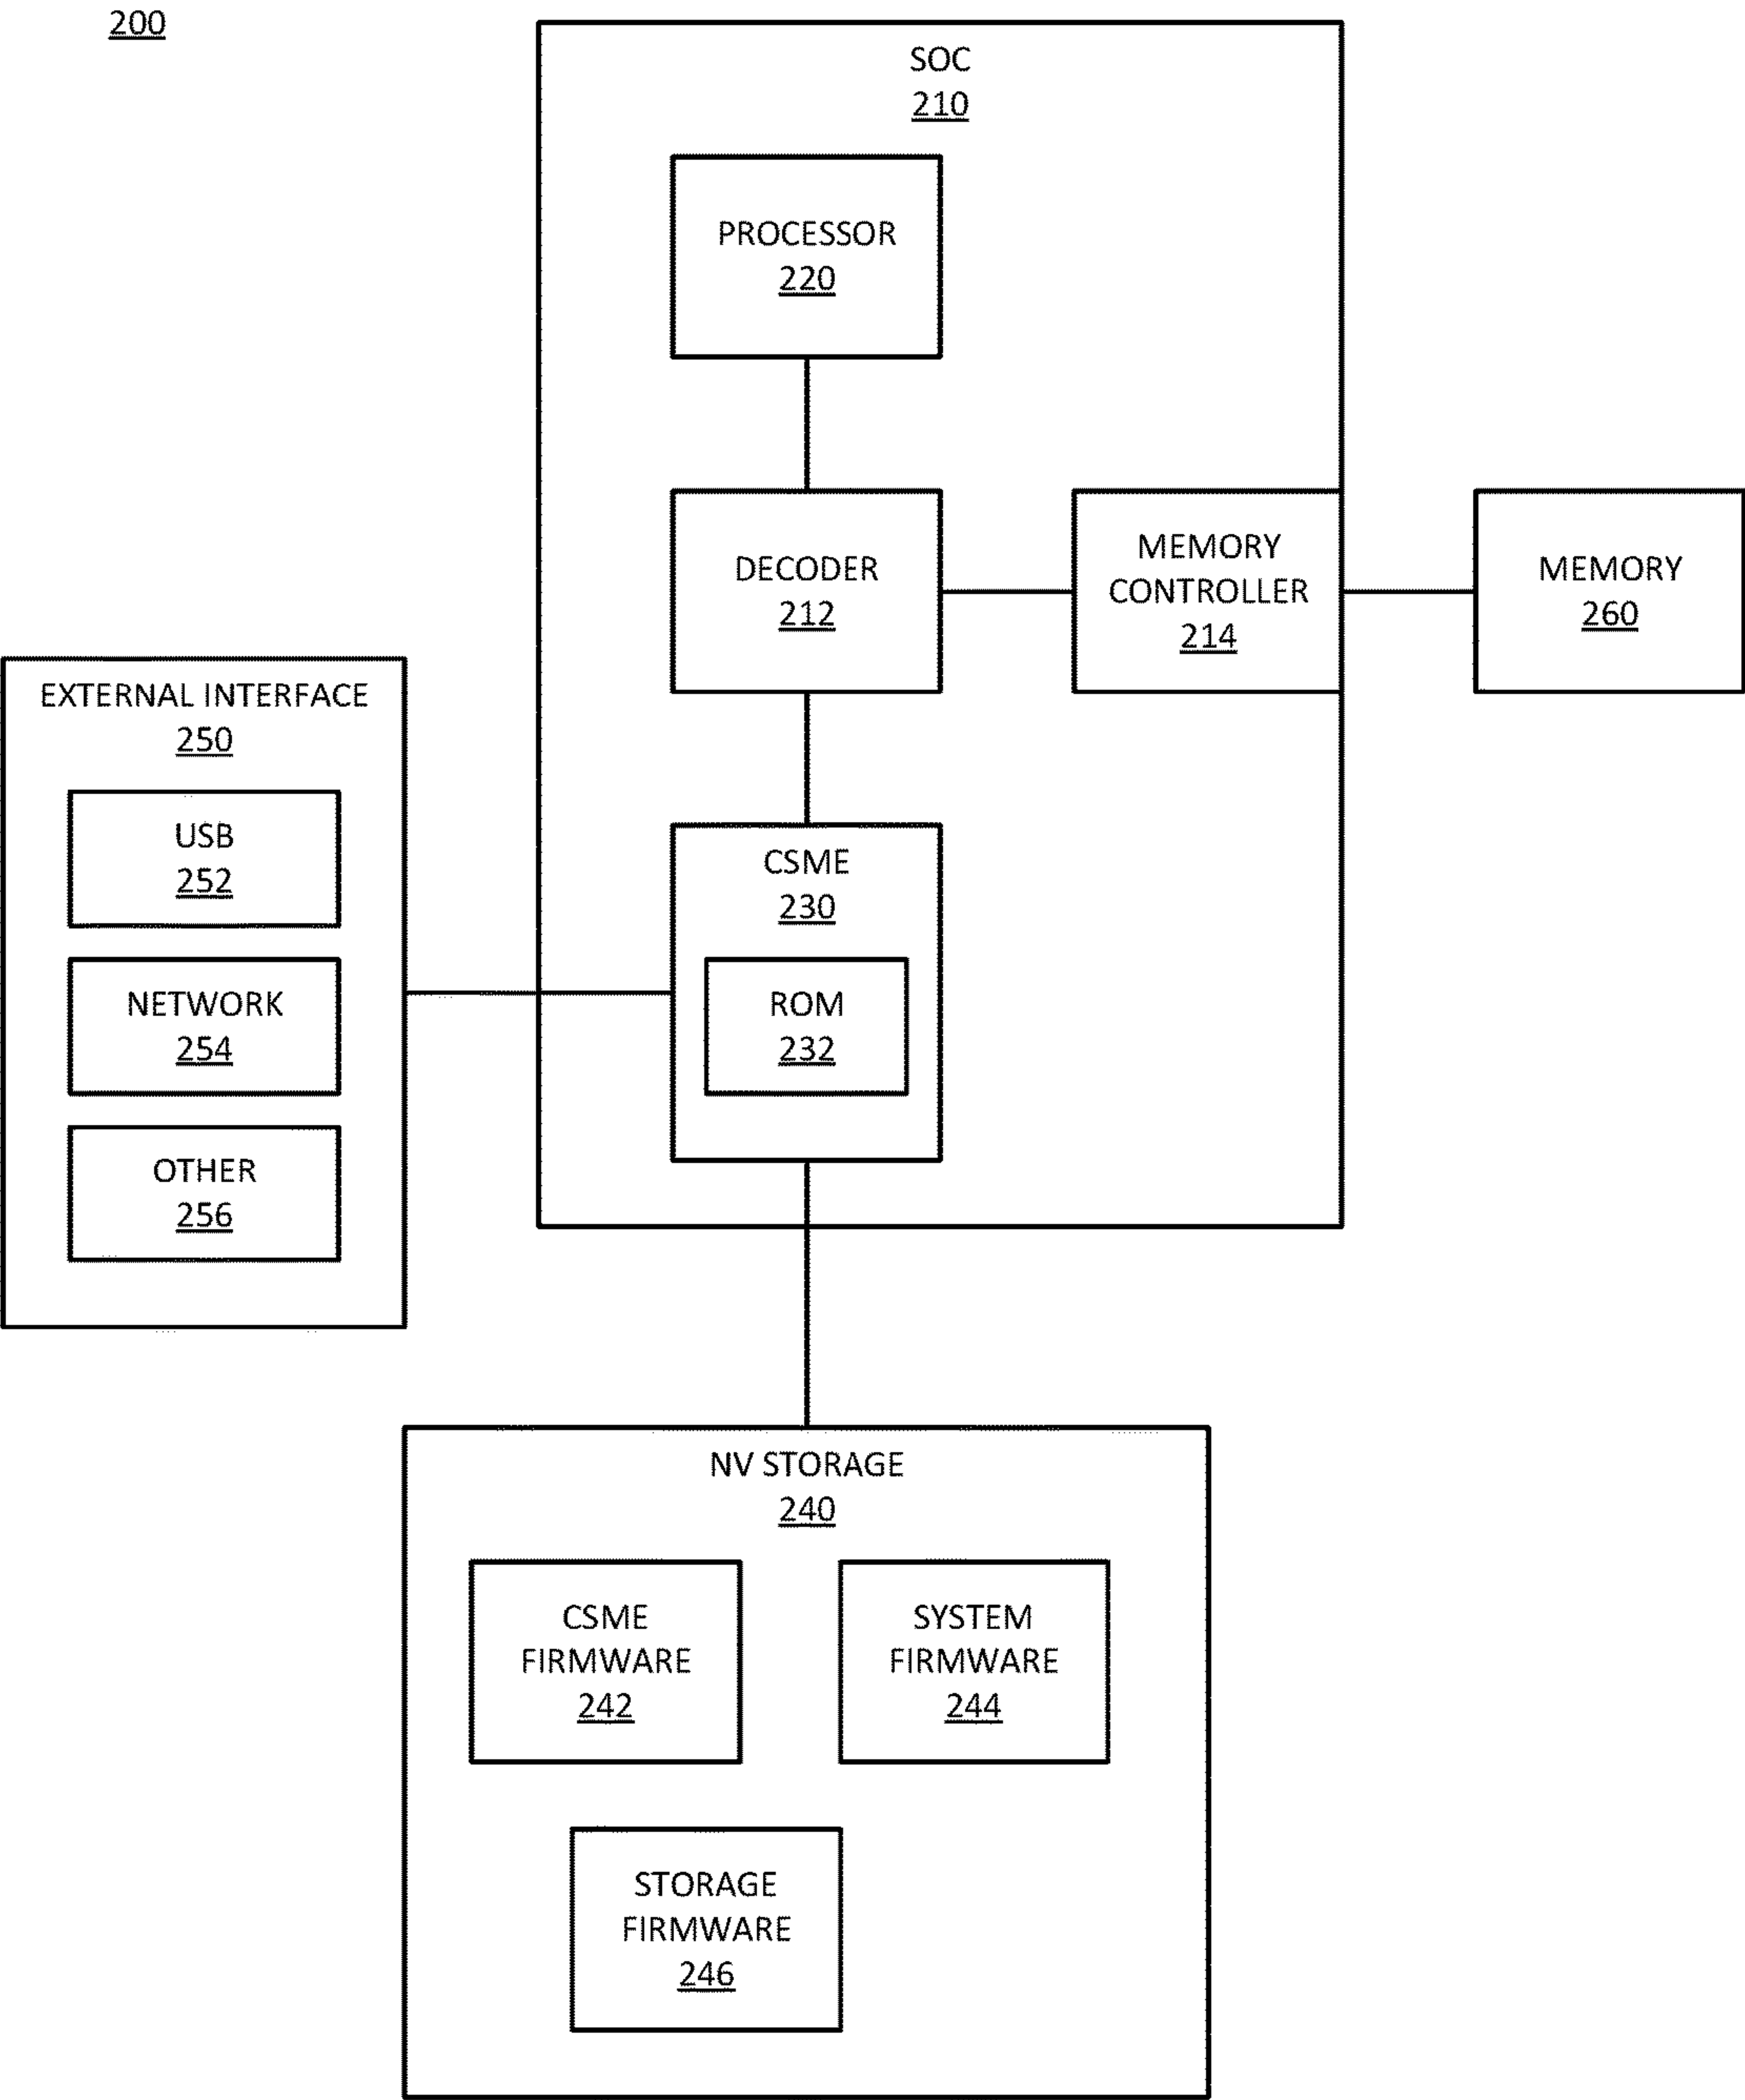 200
SOC
210
PROCESSOR
220
DECODER
212
MEMORY
CONTROLLER
214
MEMORY
260
EXTERNAL INTERFACE
250
USB
252
NETWORK
254
OTHER
256
CSME
230
ROM
232
NV STORAGE
240
CSME
FIRMWARE
242
SYSTEM
FIRMWARE
244
STORAGE
FIRMWARE
246